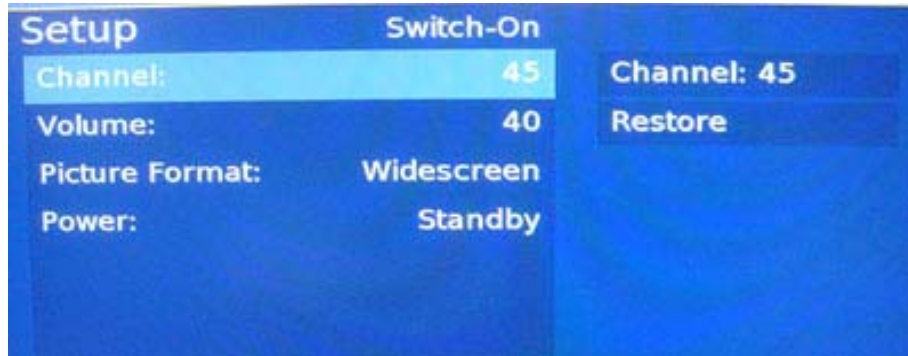 Setup Switch-On
Channel: 45
Volume: 40
Picture Format: Widescreen
Power: Standby
Channel: 45
Restore